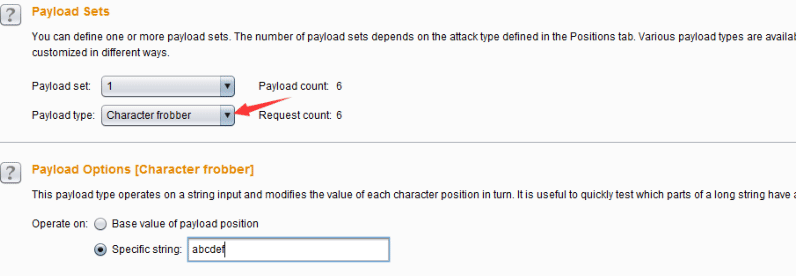 Payload Sets
You can define one or more payload sets. The number of payload sets depends on the attack type defined in the Positions tab. Various payload types are
customized in different ways.
Payload set: 1 Payload count: 6
Payload type: Character frobber Request count: 6
Payload Options [Character frobber]
This payload type operates on a string input and modifies the value of each character position in turn. It is useful to quickly test which parts of a long string have
Operate on: Base value of payload position
Specific string: abcdef